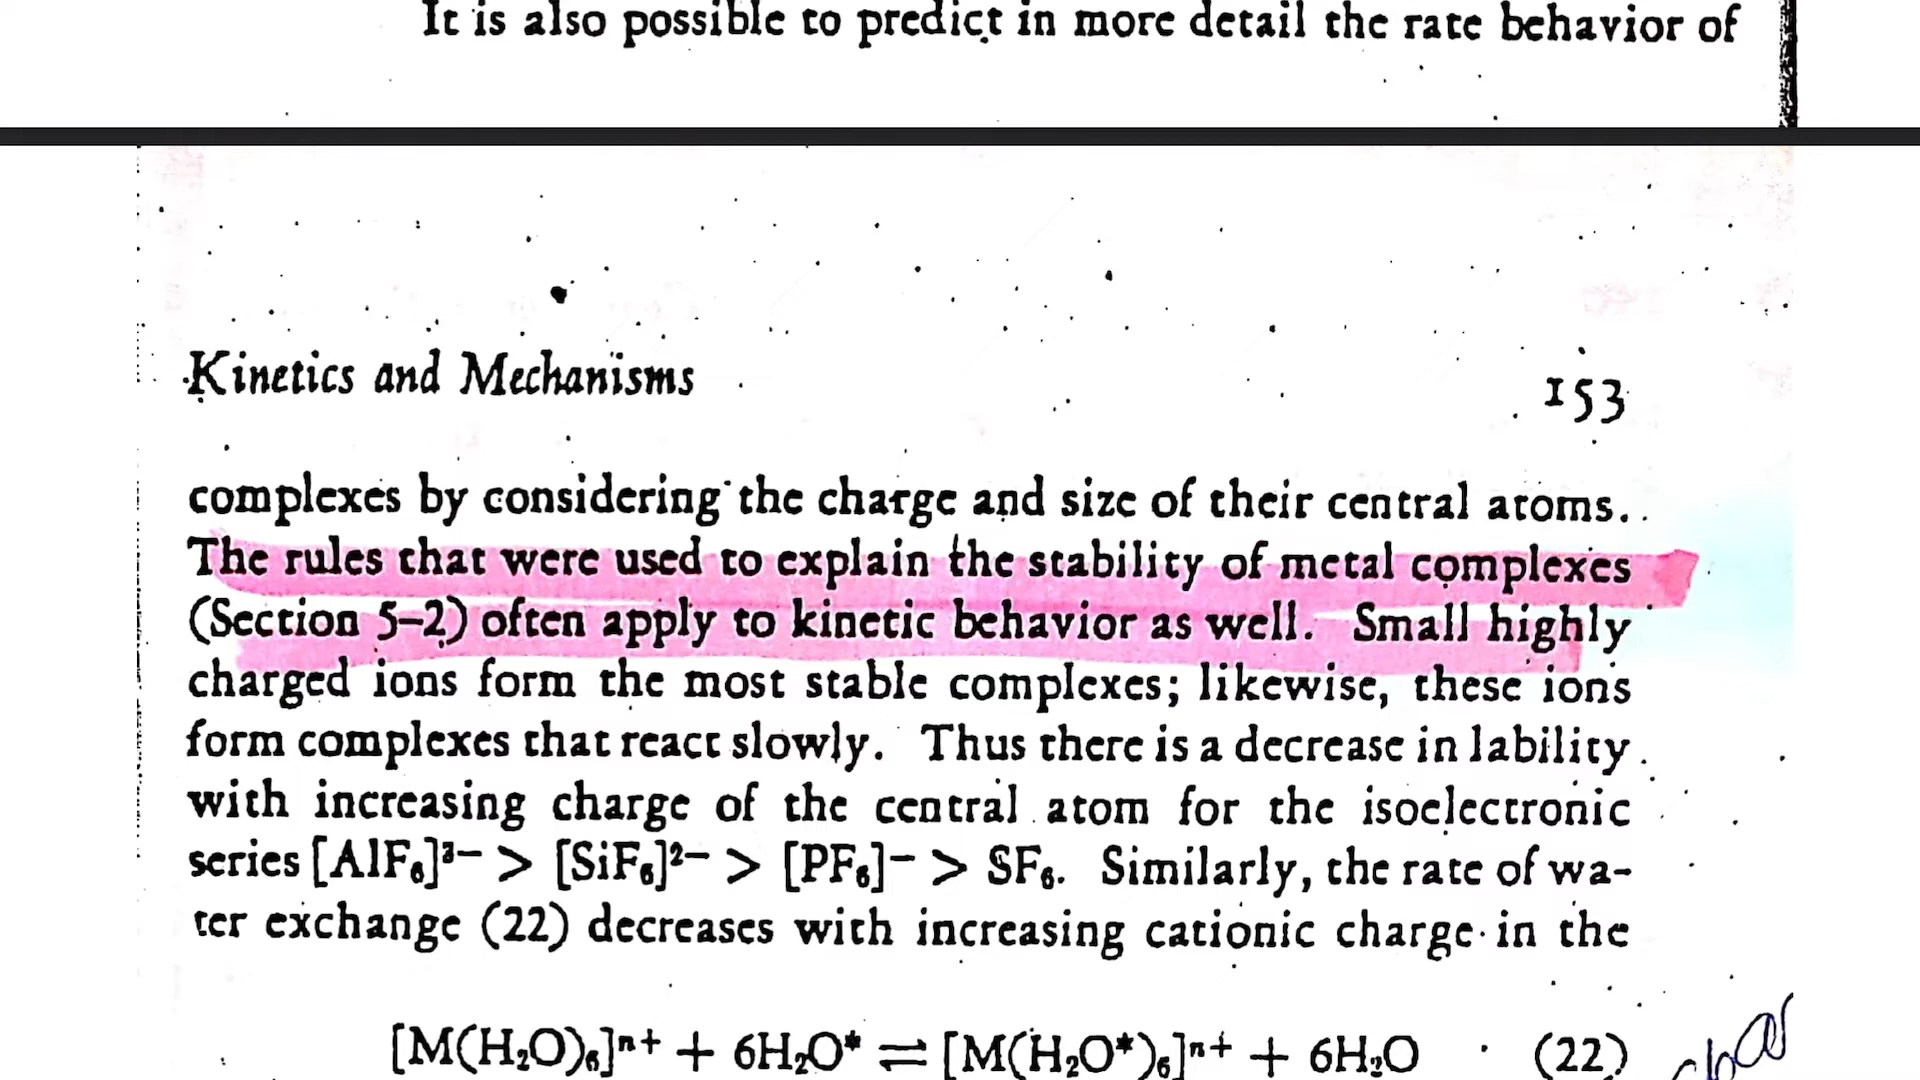 It is also possible to predict in more detail the rate behavior of
Kinetics and Mechanisms
153
complexes by considering the charge and size of their central atoms.
The rules that were used to explain the stability of metal complexes
(Section 5-2) often apply to kinetic behavior as well. Small highly
charged ions form the most stable complexes; likewise, these ions
form complexes that react slowly. Thus there is a decrease in lability
with increasing charge of the central atom for the isoelectronic
series [AlF₆]³⁻ > [SiF₆]²⁻ > [PF₆]⁻ > SF₆. Similarly, the rate of wa-
ter exchange (22) decreases with increasing cationic charge in the
[M(H₂O)₆]ⁿ⁺ + 6H₂O* ⇌ [M(H₂O*)₆]ⁿ⁺ + 6H₂O (22)